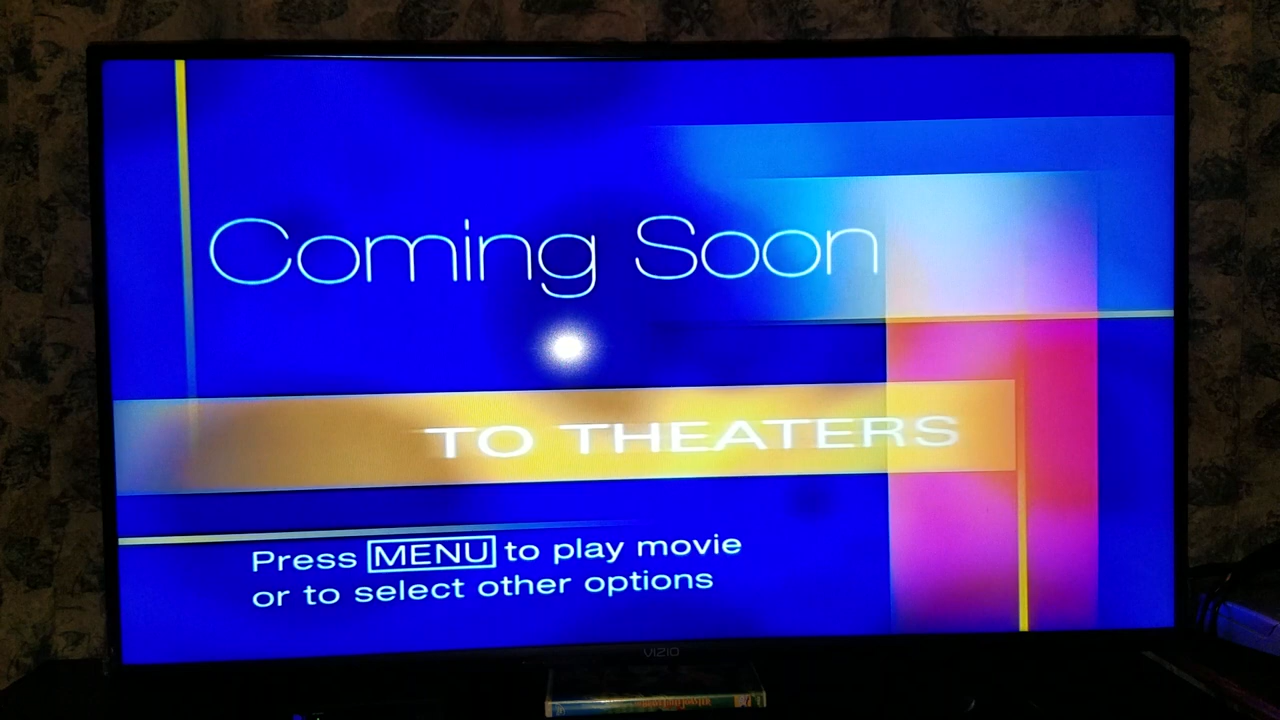 Coming Soon
TO THEATERS
Press MENU to play movie
or to select other options
VIZIO